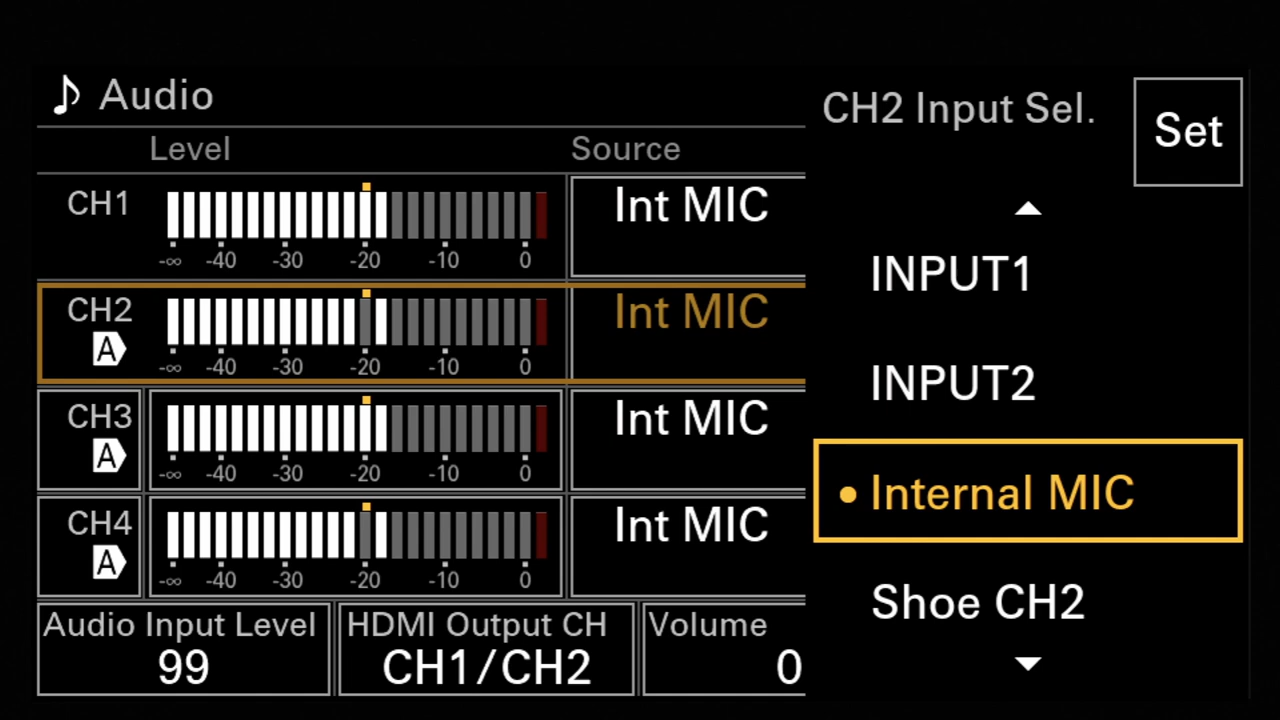 ♪ Audio
CH2 Input Sel.
Set
Level
Source
CH1
-∞ -40 -30 -20 -10 0
Int MIC
CH2
A
-∞ -40 -30 -20 -10 0
Int MIC
CH3
A
-∞ -40 -30 -20 -10 0
Int MIC
CH4
A
-∞ -40 -30 -20 -10 0
Int MIC
Audio Input Level
99
HDMI Output CH
CH1/CH2
Volume
0
INPUT1
INPUT2
Internal MIC
Shoe CH2